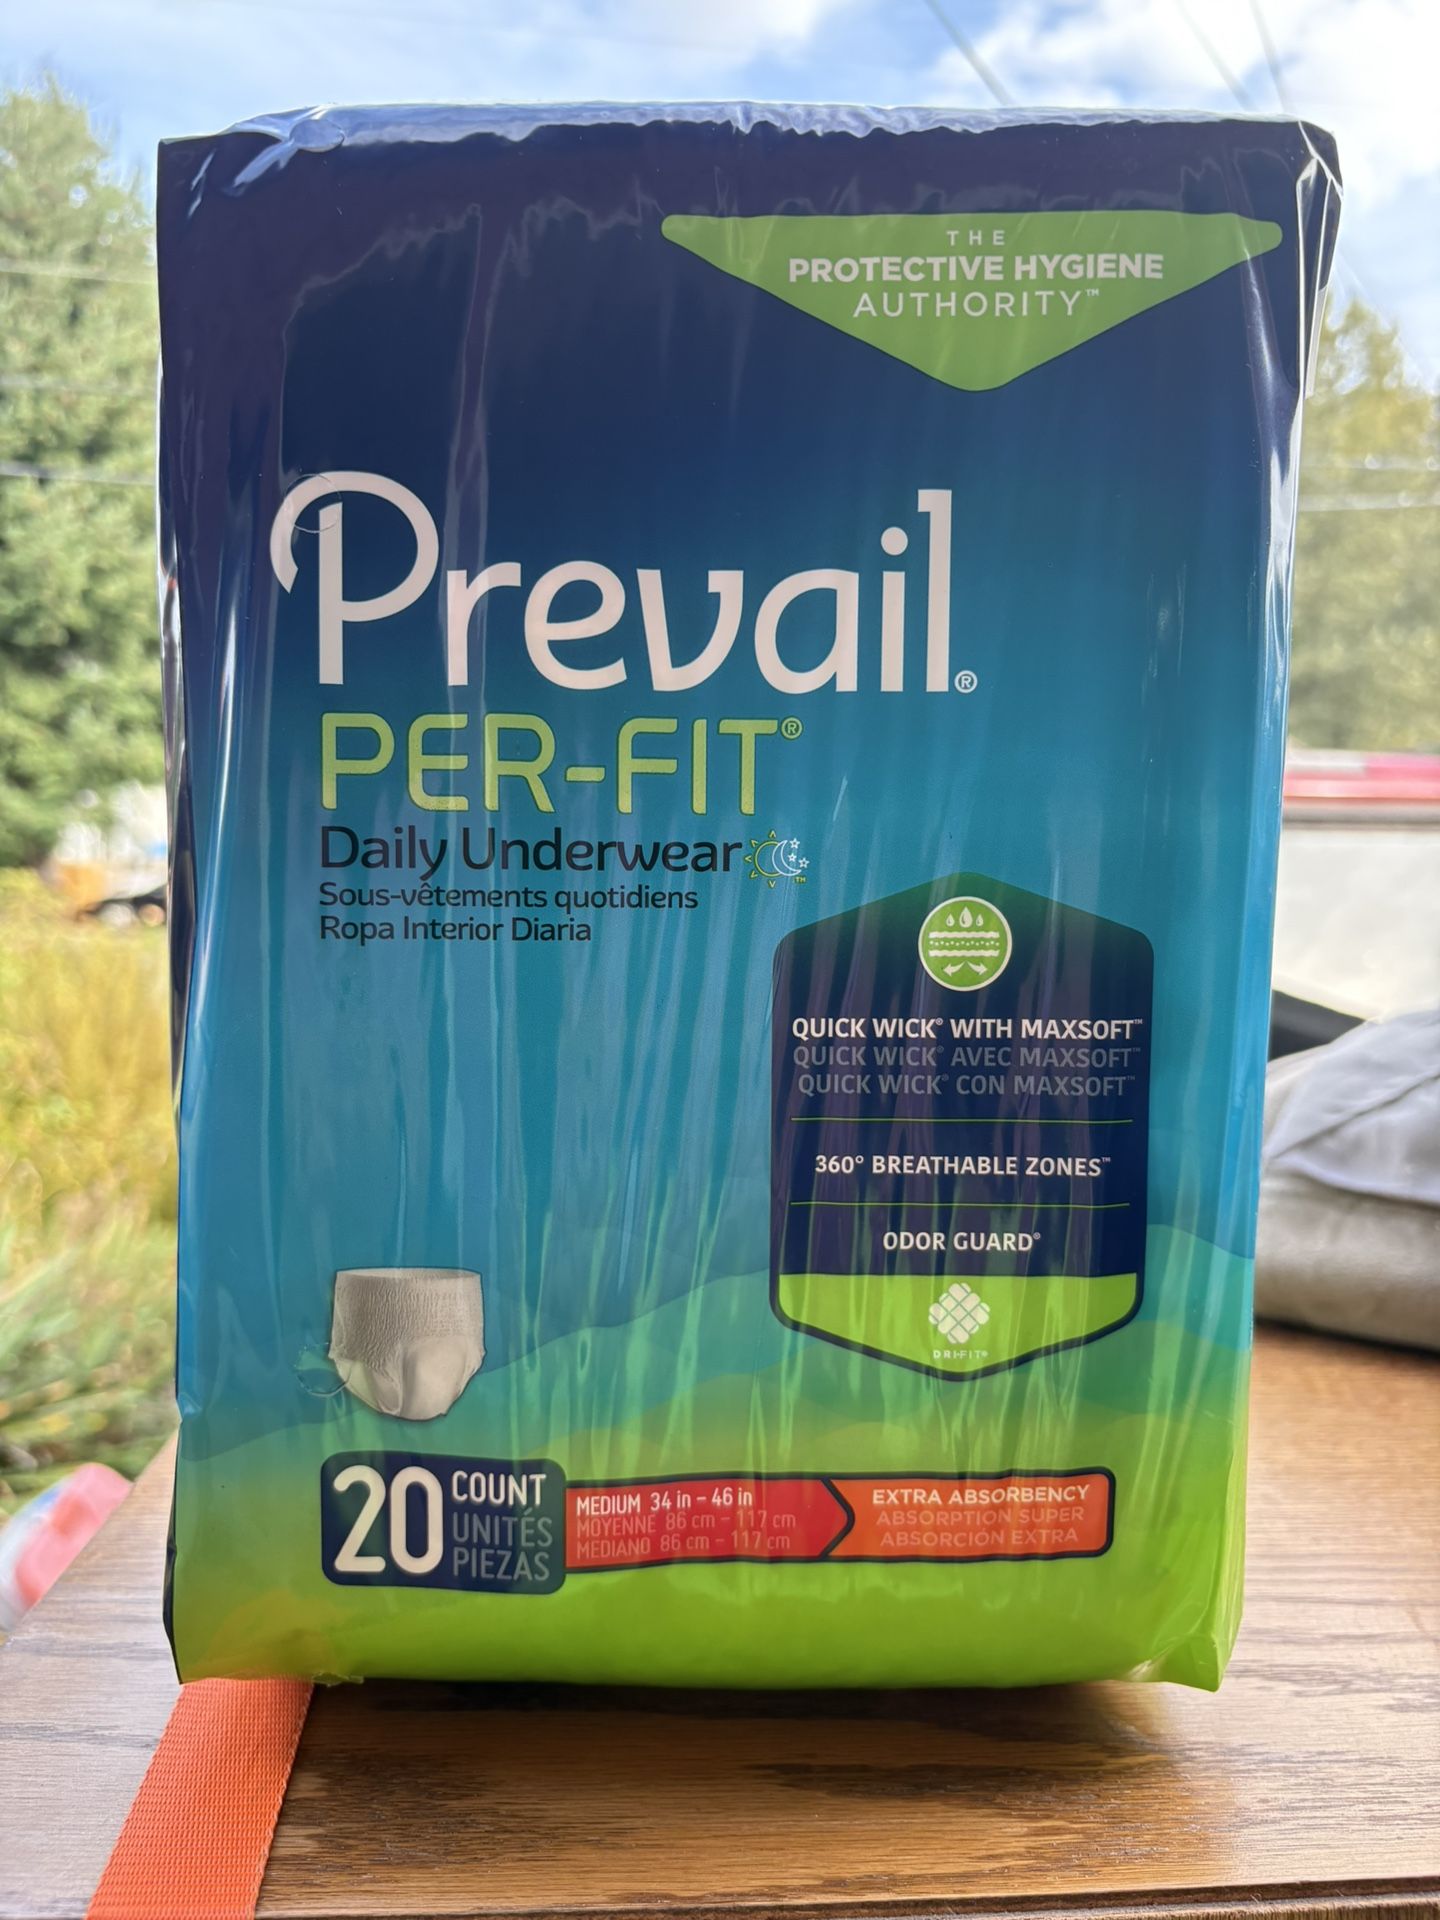 THE
PROTECTIVE HYGIENE
AUTHORITY™
Prevail®
PER-FIT®
Daily Underwear™
Sous-vêtements quotidiens
Ropa Interior Diaria
QUICK WICK® WITH MAXSOFT™
QUICK WICK® AVEC MAXSOFT™
QUICK WICK® CON MAXSOFT™
360° BREATHABLE ZONES™
ODOR GUARD®
DRI-FIT®
20 COUNT
UNITÉS
PIEZAS
MEDIUM 34 in - 46 in
MOYENNE 86 cm - 117 cm
MEDIANO 86 cm - 117 cm
EXTRA ABSORBENCY
ABSORPTION SUPER
ABSORCIÓN EXTRA